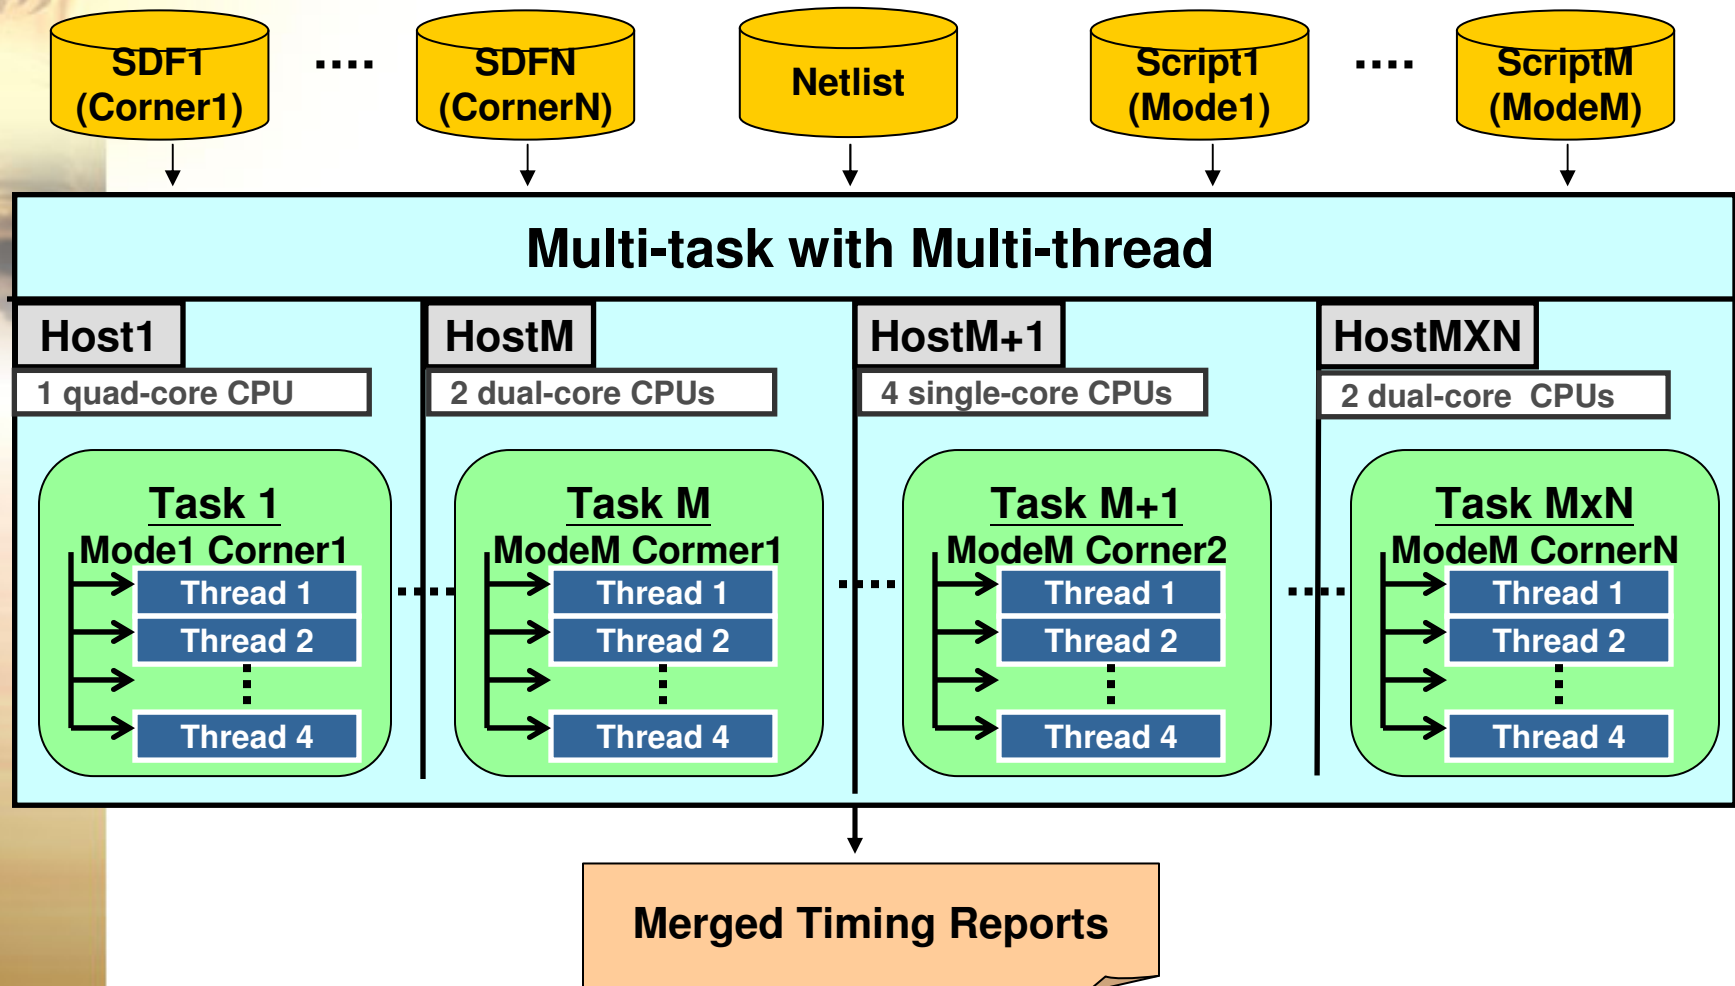 SDF1
(Corner1)
....
SDFN
(CornerN)
Netlist
Script1
(Mode1)
....
ScriptM
(ModeM)
Multi-task with Multi-thread
Host1
1 quad-core CPU
HostM
2 dual-core CPUs
HostM+1
4 single-core CPUs
HostMXN
2 dual-core CPUs
Task 1
Mode1 Corner1
Thread 1
Thread 2
Thread 4
Task M
ModeM Cormer1
Thread 1
Thread 2
Thread 4
Task M+1
ModeM Corner2
Thread 1
Thread 2
Thread 4
Task MxN
ModeM CornerN
Thread 1
Thread 2
Thread 4
Merged Timing Reports